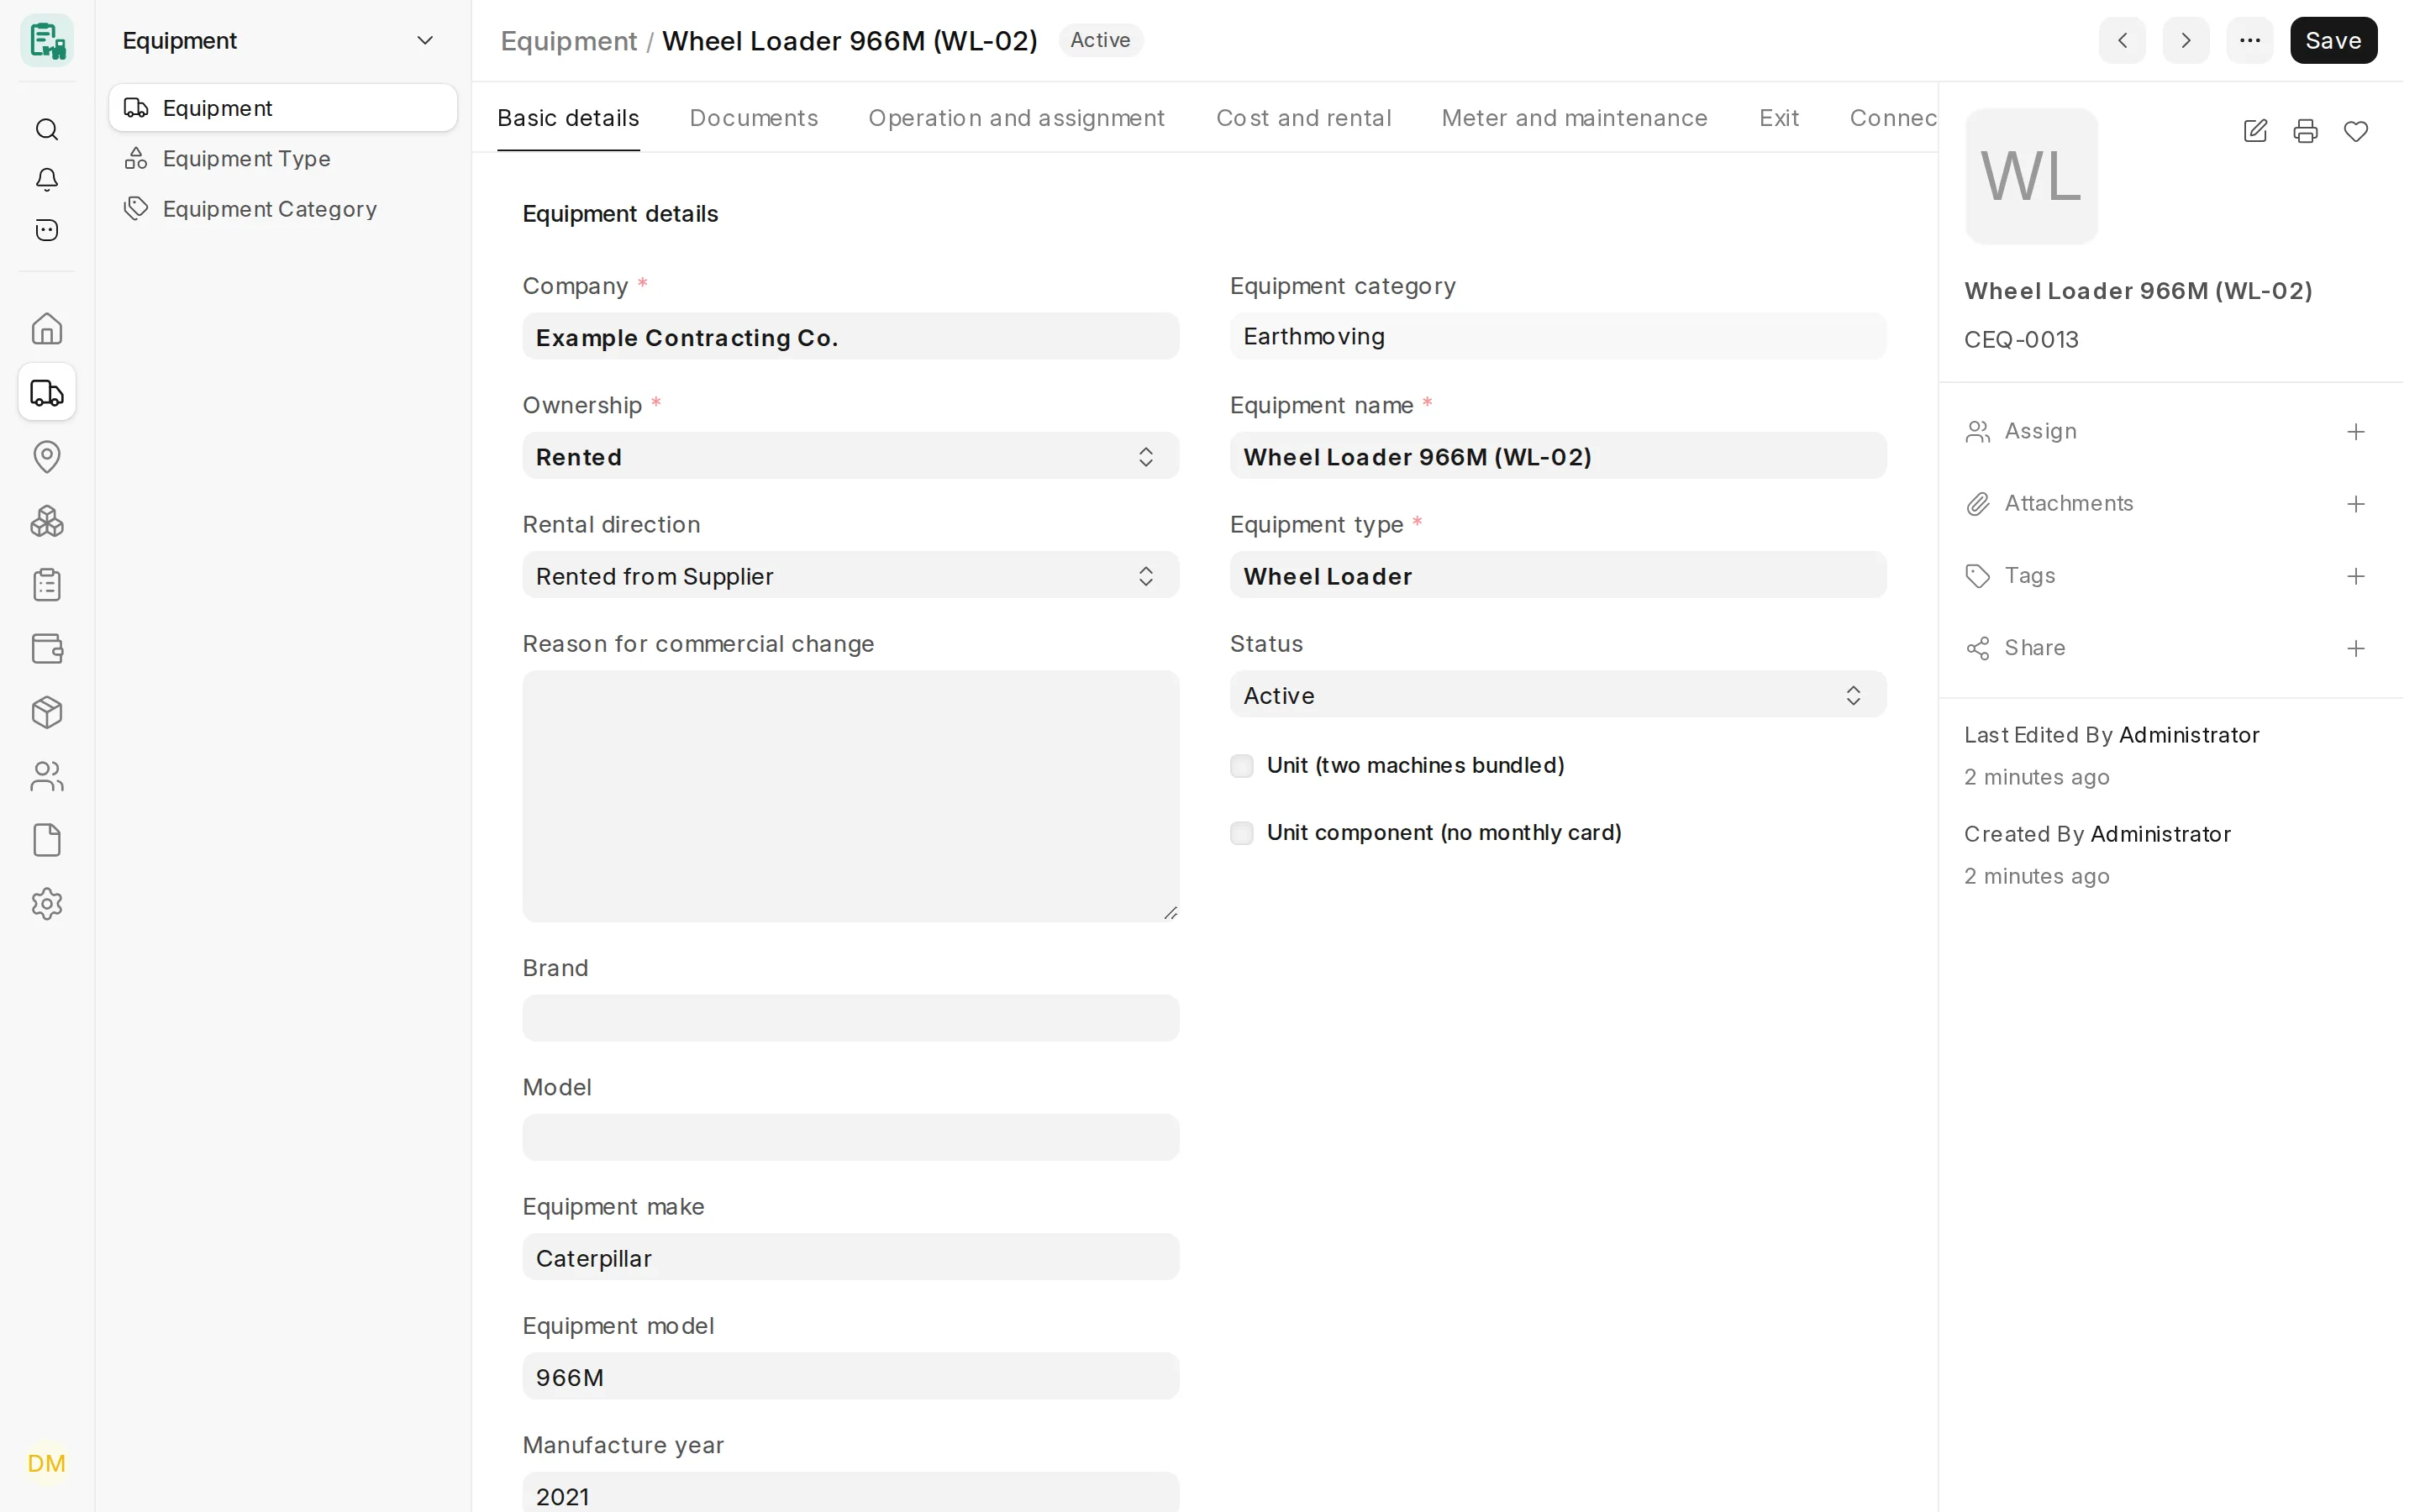 Equipment
Equipment
Equipment Type
Equipment Category
DM
Equipment / Wheel Loader 966M (WL-02)
Active
Save
Basic details
Documents
Operation and assignment
Cost and rental
Meter and maintenance
Exit
Connec
Equipment details
Company *
Example Contracting Co.
Ownership *
Rented
Rental direction
Rented from Supplier
Reason for commercial change
Brand
Model
Equipment make
Caterpillar
Equipment model
966M
Manufacture year
2021
Equipment category
Earthmoving
Equipment name *
Wheel Loader 966M (WL-02)
Equipment type *
Wheel Loader
Status
Active
Unit (two machines bundled)
Unit component (no monthly card)
WL
Wheel Loader 966M (WL-02)
CEQ-0013
Assign
Attachments
Tags
Share
Last Edited By Administrator
2 minutes ago
Created By Administrator
2 minutes ago